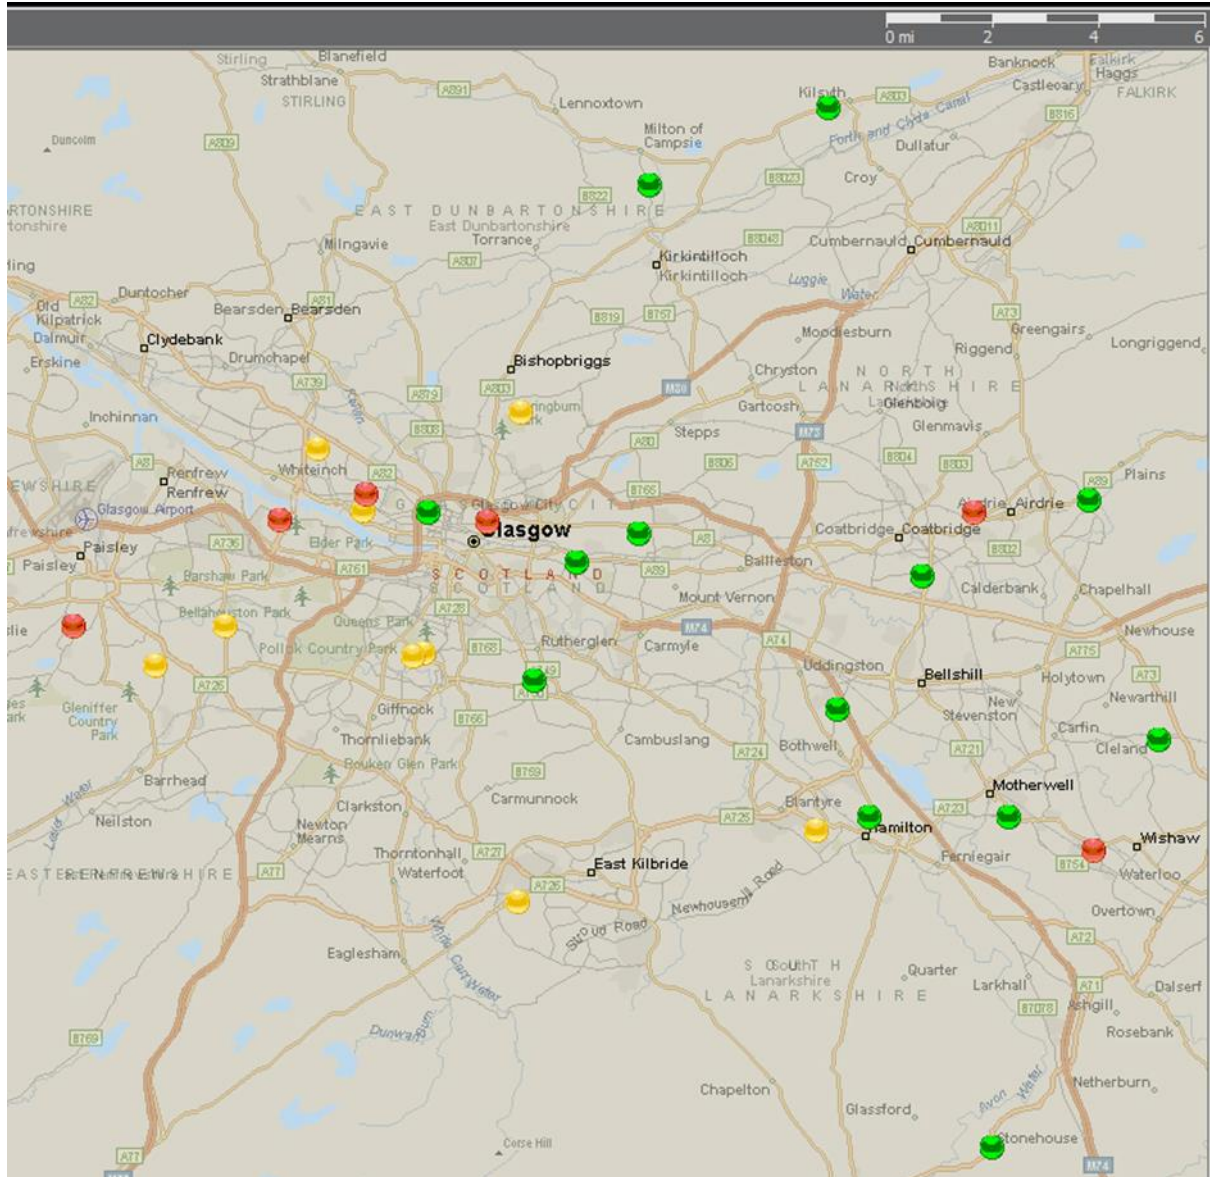 0 mi 2 4 6
Stirling
Blanefield
Banknock
Falkirk
Haggs
Strathblane
STIRLING
A891
Lennoxtown
Kilsyth
A803
Castlecary
FALKIRK
Duncolm
A809
Milton of
Campsie
Forth and Clyde Canal
B816
Dullatur
B8023
Croy
B822
RTONSHIRE
tonshire
EAST DUNBARTONSHIRE
East Dunbartonshire
Torrance
Milngavie
A807
B8048
A8011
Cumbernauld
Cumbernauld
Kirkintilloch
Kirkintilloch
Luggie
Water
A82
Duntocher
A81
Old
Kilpatrick
Bearsden
Bearsden
B819
B757
A73
Dalmuir
Clydebank
Moodiesburn
Greengairs
Erskine
Drumchapel
Bishopbriggs
Riggend
Longriggend
A739
A879
A803
M80
Chryston
NORTH
LANARKSHIRE
Inchinnan
Kelvin
B808
Gartcosh
Glenboig
Stepps
M73
Glenmavis
A8
Renfrew
Renfrew
Whiteinch
A82
A80
B806
A752
B804
B803
A89
Plains
EWSHIRE
Glasgow Airport
Glasgow City
B765
Airdrie
Airdrie
frewshire
Elder Park
Glasgow
Coatbridge
Coatbridge
Paisley
Paisley
A736
A8
B802
Barshaw Park
A761
SCOTLAND
SCOTLAND
A89
Baillieston
Calderbank
Chapelhall
Bellahouston Park
A728
Mount Vernon
Queens Park
M74
Newhouse
Pollok Country Park
B768
Rutherglen
Carmyle
A74
A775
A726
A749
Uddingston
Bellshill
Holytown
A73
Gleniffer
Country
Park
Giffnock
B766
New
Stevenston
Newarthill
Thornliebank
Cambuslang
A724
Bothwell
A721
Carfin
Cleland
Rouken Glen Park
B769
Barrhead
Carmunnock
Motherwell
Levern Water
Neilston
Clarkston
Blantyre
A725
A723
Newton
Mearns
Hamilton
Wishaw
Thorntonhall
A727
Waterfoot
East Kilbride
Ferniegair
B754
Waterloo
A77
A726
Newhousemill Road
Overtown
Stroud Road
Eaglesham
White Cart Water
A72
SOUTH
South
Lanarkshire
LANARKSHIRE
Quarter
Larkhall
A71
Dalserf
B7078
Ashgill
B769
Rosebank
Chapelton
Avon Water
Netherburn
Glassford
Corse Hill
Stonehouse
A77
M74